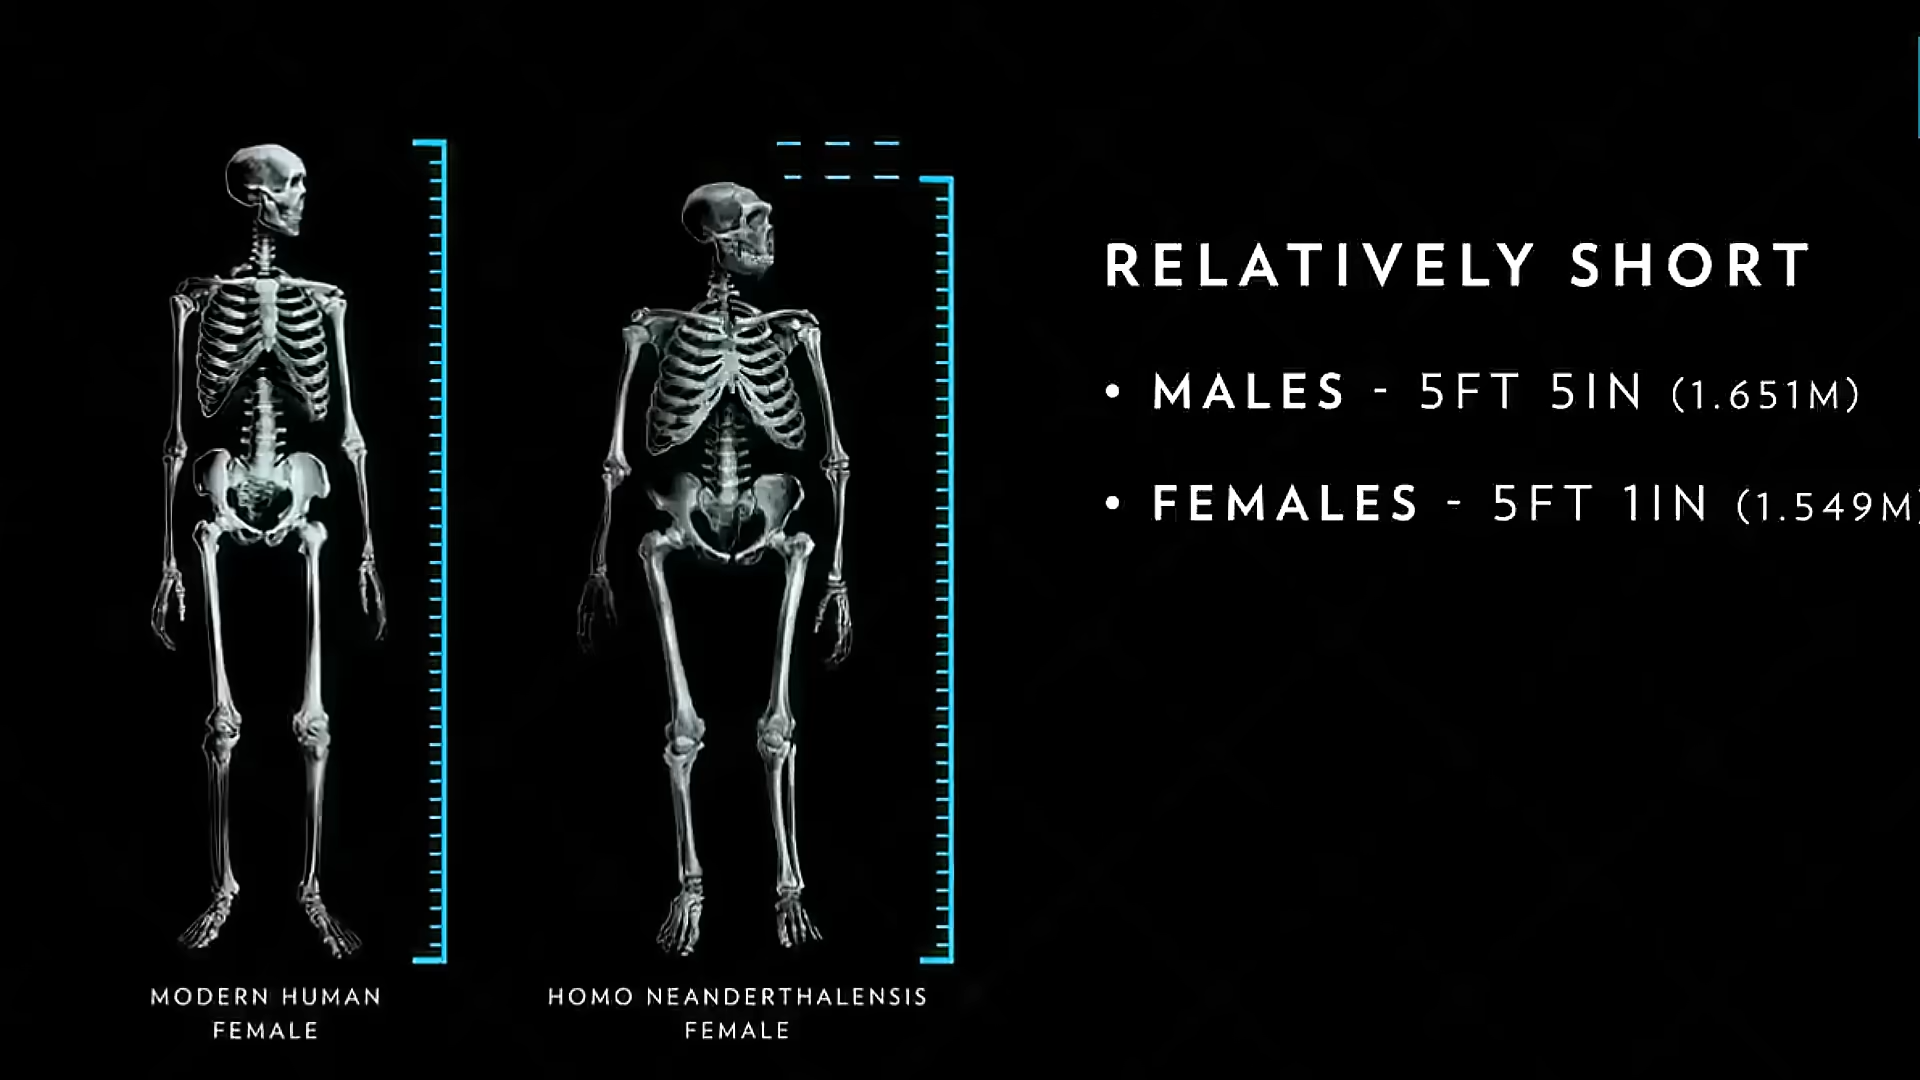 RELATIVELY SHORT
• MALES - 5FT 5IN (1.651M)
• FEMALES - 5FT 1IN (1.549M)
MODERN HUMAN
FEMALE
HOMO NEANDERTHALENSIS
FEMALE